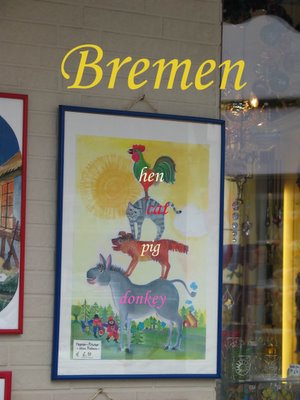 Bremen
hen
cat
pig
donkey